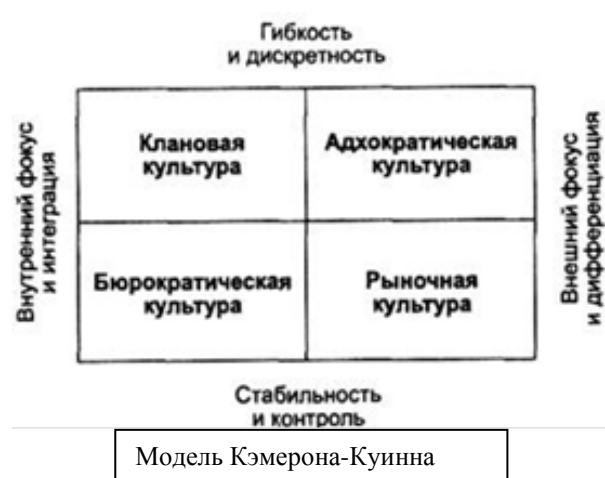 Гибкость
и дискретность
Внутренний фокус
и интеграция
Клановая
культура
Адхократическая
культура
Внешний фокус
и дифференциация
Бюрократическая
культура
Рыночная
культура
Стабильность
и контроль
Модель Кэмерона-Куинна